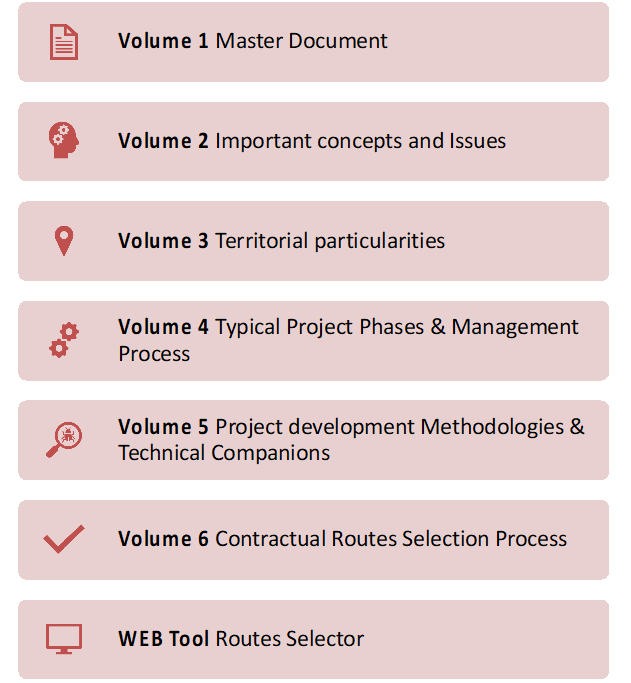 Volume 1 Master Document
Volume 2 Important concepts and Issues
Volume 3 Territorial particularities
Volume 4 Typical Project Phases & Management
Process
Volume 5 Project development Methodologies &
Technical Companions
Volume 6 Contractual Routes Selection Process
WEB Tool Routes Selector